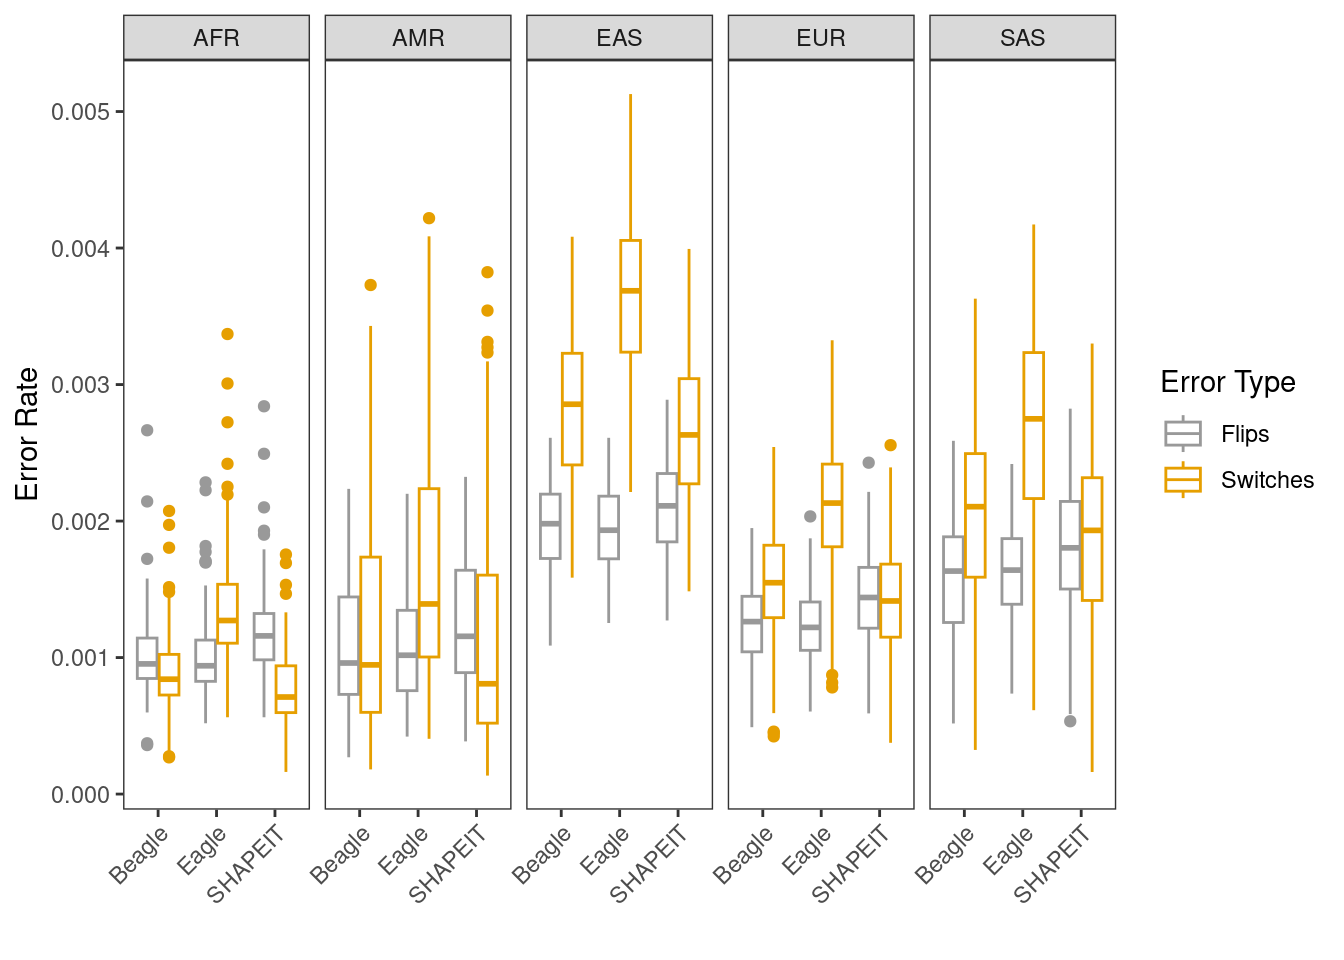 AFR AMR EAS EUR SAS
0.005
0.004
0.003
0.002
0.001
0.000
Error Rate
Beagle Eagle SHAPEIT Beagle Eagle SHAPEIT Beagle Eagle SHAPEIT Beagle Eagle SHAPEIT Beagle Eagle SHAPEIT
Error Type
Flips
Switches